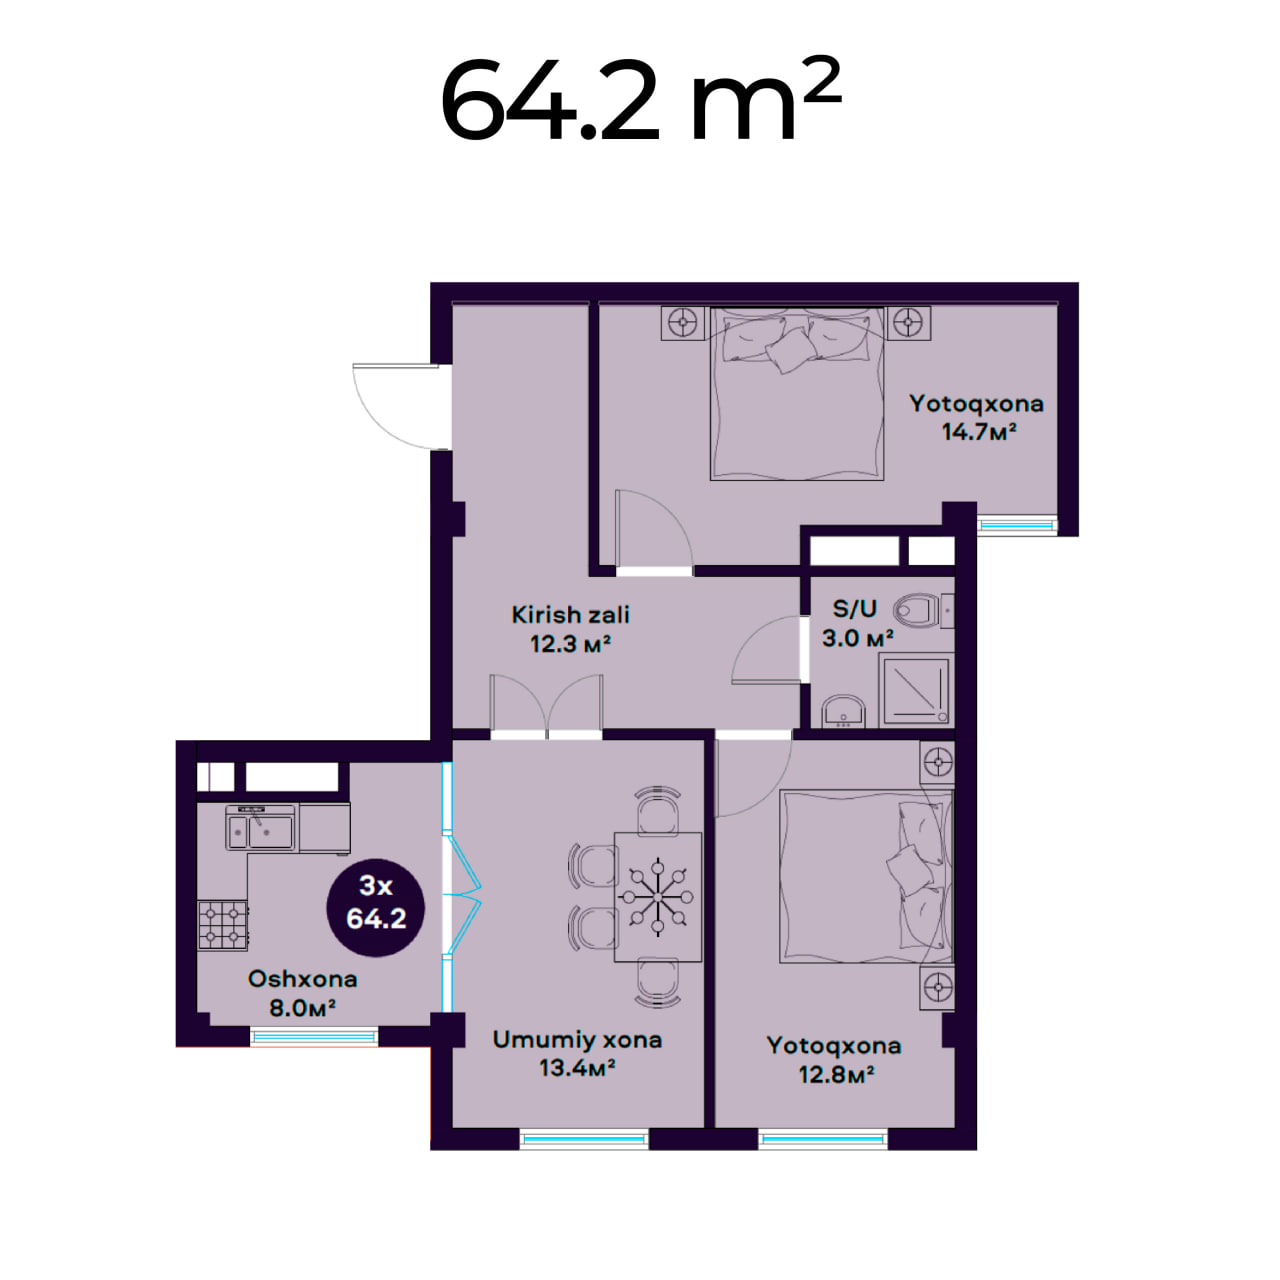 64.2 m²
Yotoqxona
14.7м²
Kirish zali
12.3 м²
S/U
3.0 м²
3x
64.2
Oshxona
8.0м²
Umumiy xona
13.4м²
Yotoqxona
12.8м²